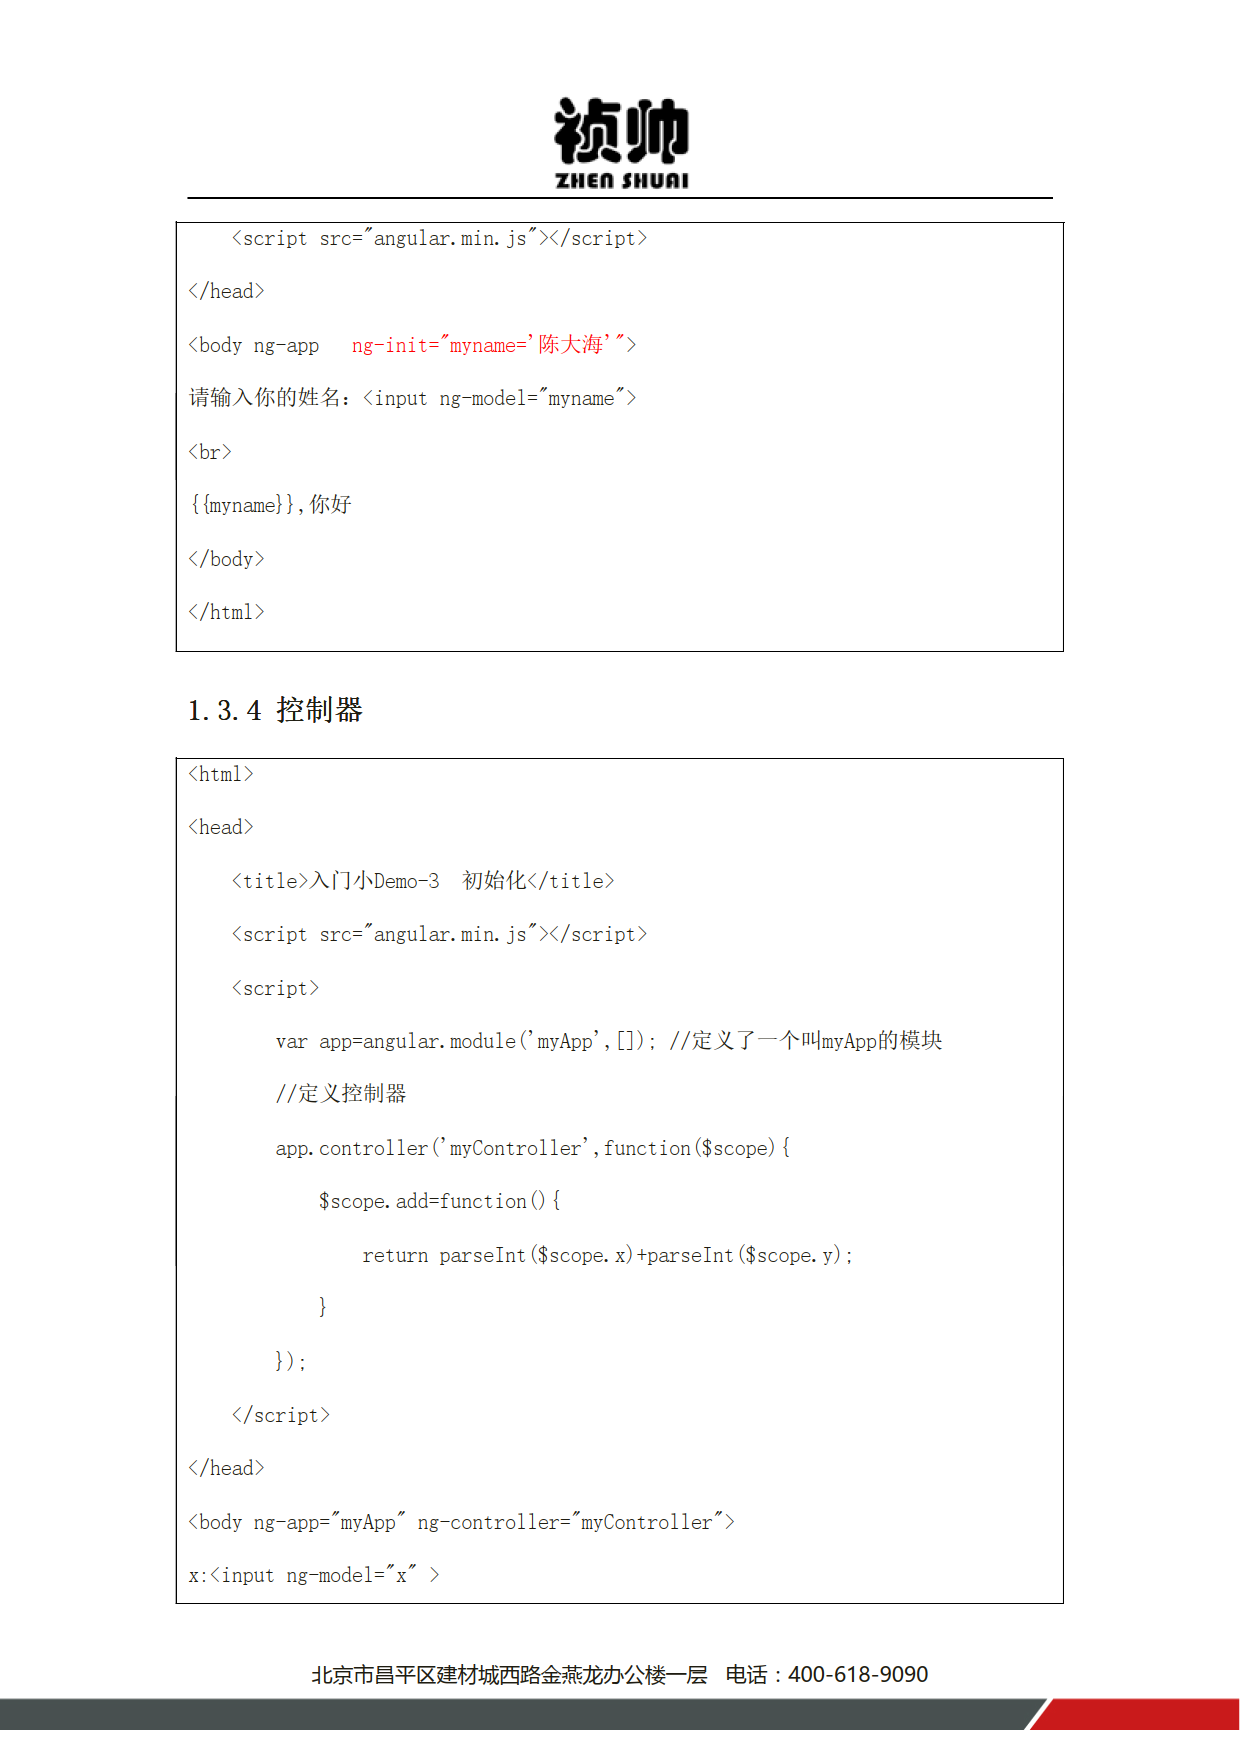 祯帅
ZHEN SHUAI
    <script src="angular.min.js"></script>
</head>
<body ng-app   ng-init="myname='陈大海'">
请输入你的姓名：<input ng-model="myname">
<br>
{{myname}},你好
</body>
</html>
1.3.4 控制器
<html>
<head>
    <title>入门小Demo-3  初始化</title>
    <script src="angular.min.js"></script>
    <script>
        var app=angular.module('myApp',[]); //定义了一个叫myApp的模块
        //定义控制器
        app.controller('myController',function($scope){
            $scope.add=function(){
                return parseInt($scope.x)+parseInt($scope.y);
            }
        });
    </script>
</head>
<body ng-app="myApp" ng-controller="myController">
x:<input ng-model="x" >
北京市昌平区建材城西路金燕龙办公楼一层   电话：400-618-9090